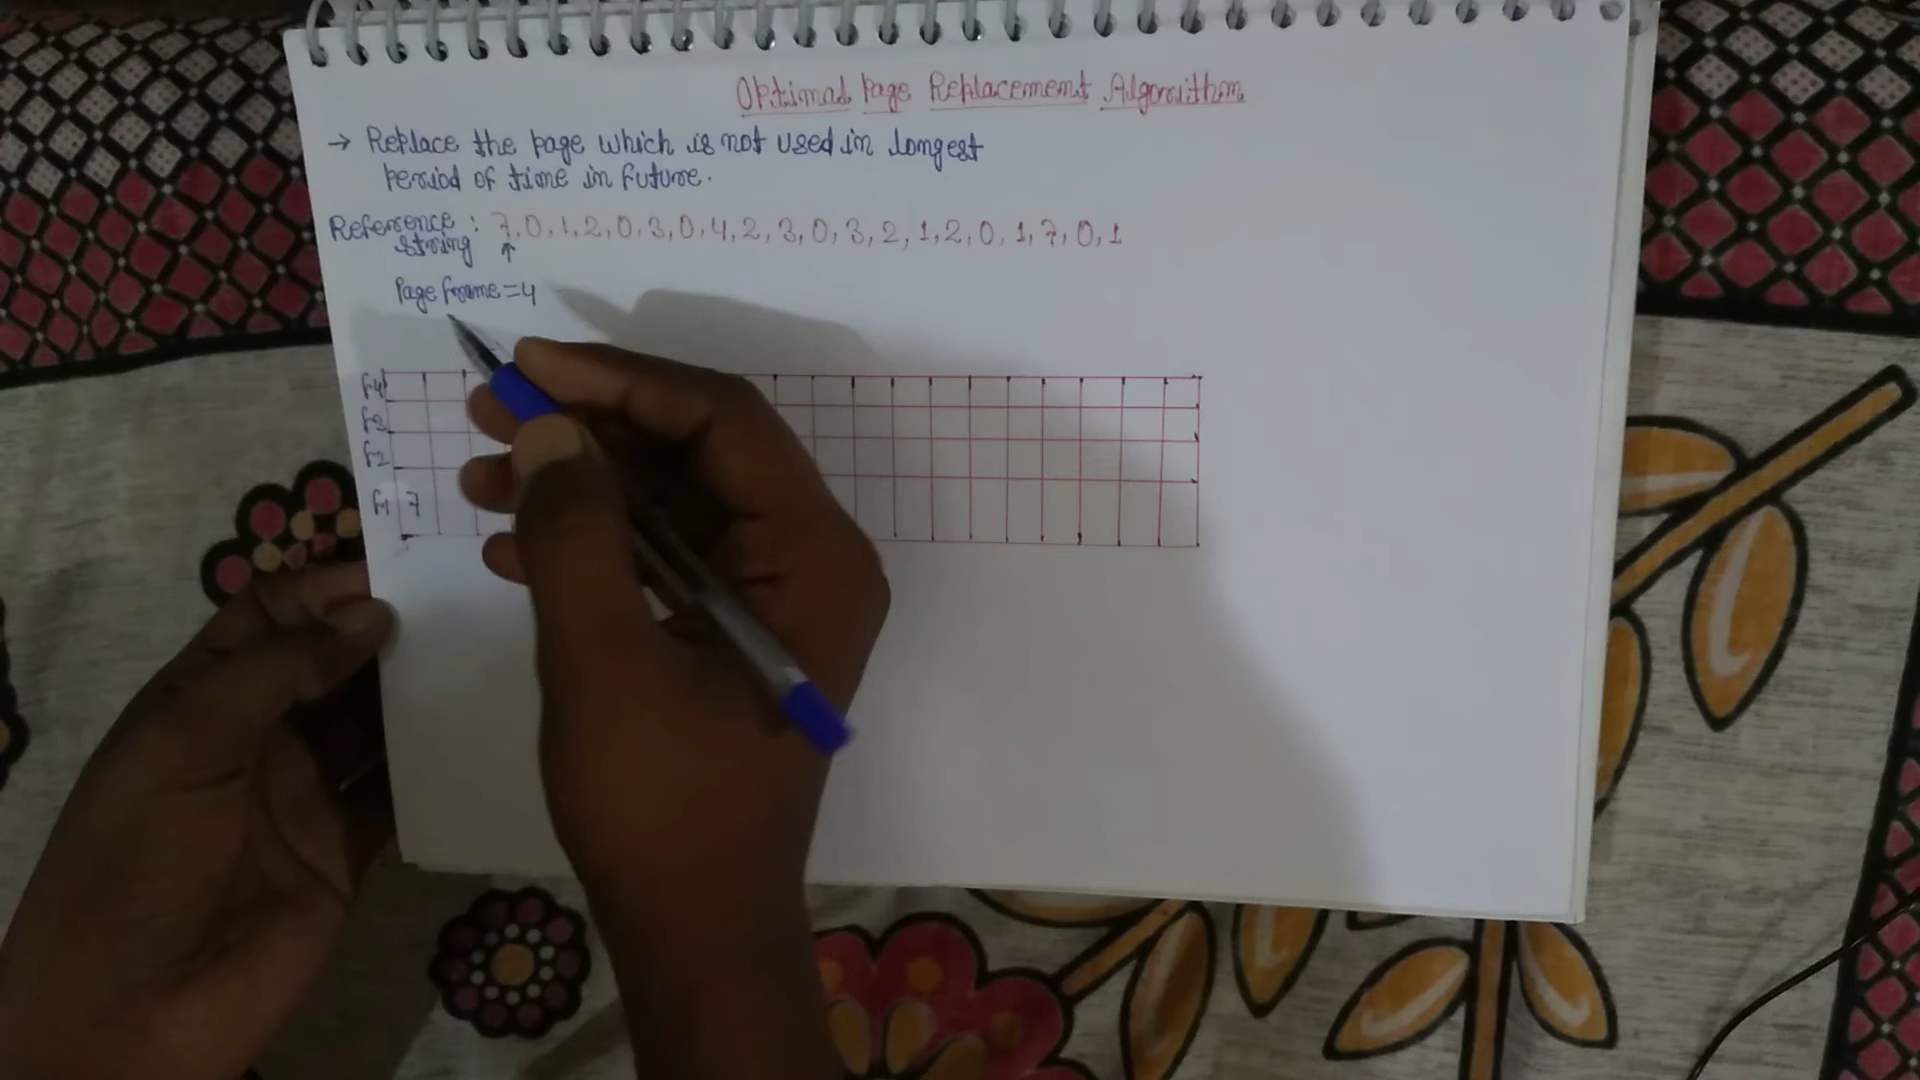 Optimal Page Replacement Algorithm
→ Replace the page which is not used in longest
period of time in future.
Reference : 7, 0, 1, 2, 0, 3, 0, 4, 2, 3, 0, 3, 2, 1, 2, 0, 1, 7, 0, 1
string ↑
Page frame = 4
F4
F3
F2
F1 7